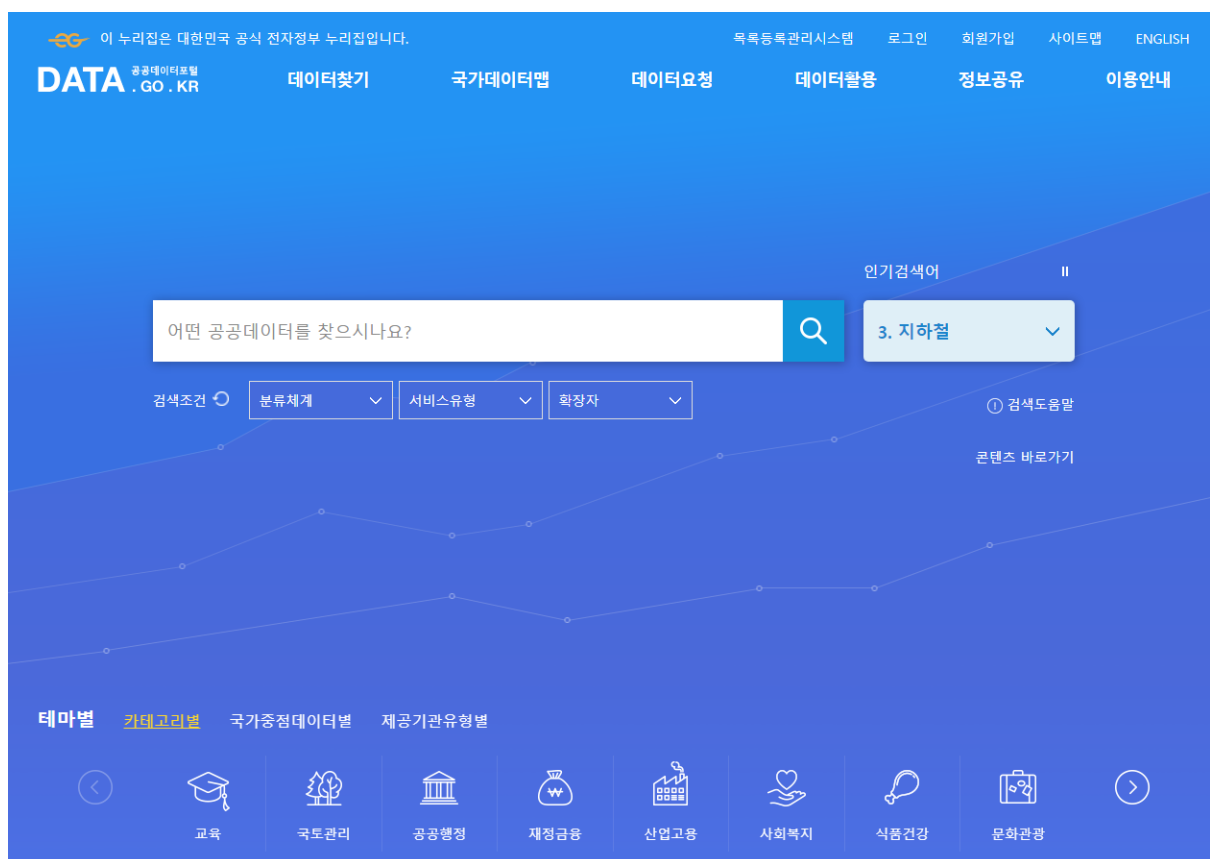 이 누리집은 대한민국 공식 전자정부 누리집입니다.
목록등록관리시스템 로그인 회원가입 사이트맵 ENGLISH
DATA 공공데이터포털 . GO . KR
데이터찾기 국가데이터맵 데이터요청 데이터활용 정보공유 이용안내
인기검색어
어떤 공공데이터를 찾으시나요?
3. 지하철
검색조건 분류체계 서비스유형 확장자
검색도움말
콘텐츠 바로가기
테마별 카테고리별 국가중점데이터별 제공기관유형별
교육 국토관리 공공행정 재정금융 산업고용 사회복지 식품건강 문화관광